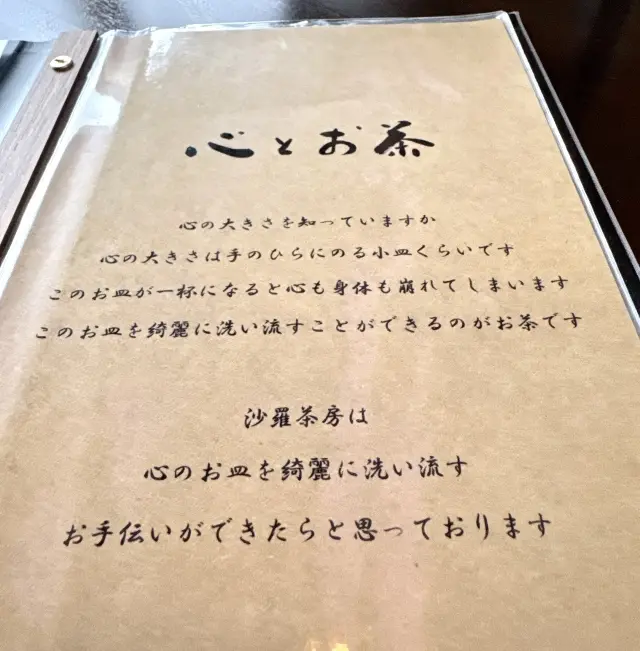 心とお茶
心の大きさを知っていますか
心の大きさは手のひらにのる小皿くらいです
このお皿が一杯になると心も身体も崩れてしまいます
このお皿を綺麗に洗い流すことができるのがお茶です
沙羅茶房は
心のお皿を綺麗に洗い流す
お手伝いができたらと思っております